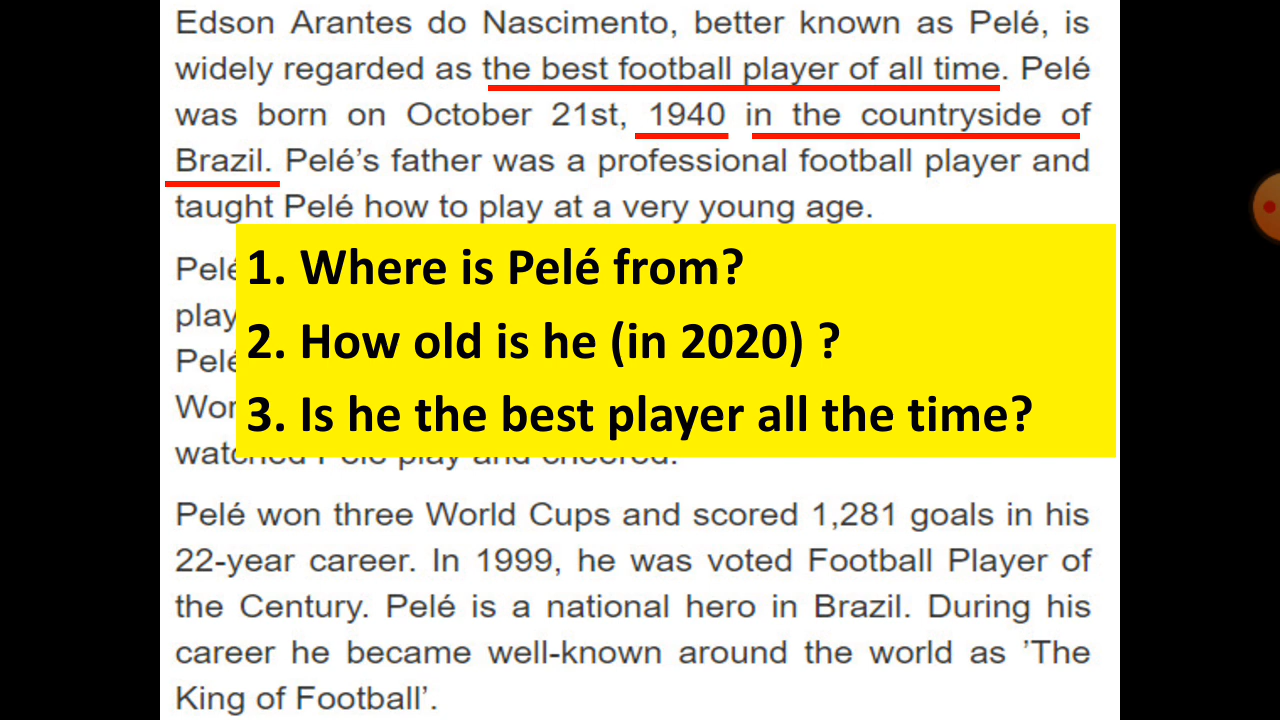 Edson Arantes do Nascimento, better known as Pelé, is
widely regarded as the best football player of all time. Pelé
was born on October 21st, 1940 in the countryside of
Brazil. Pelé's father was a professional football player and
taught Pelé how to play at a very young age.
1. Where is Pelé from?
2. How old is he (in 2020) ?
3. Is he the best player all the time?
Pelé won three World Cups and scored 1,281 goals in his
22-year career. In 1999, he was voted Football Player of
the Century. Pelé is a national hero in Brazil. During his
career he became well-known around the world as ’The
King of Football’.